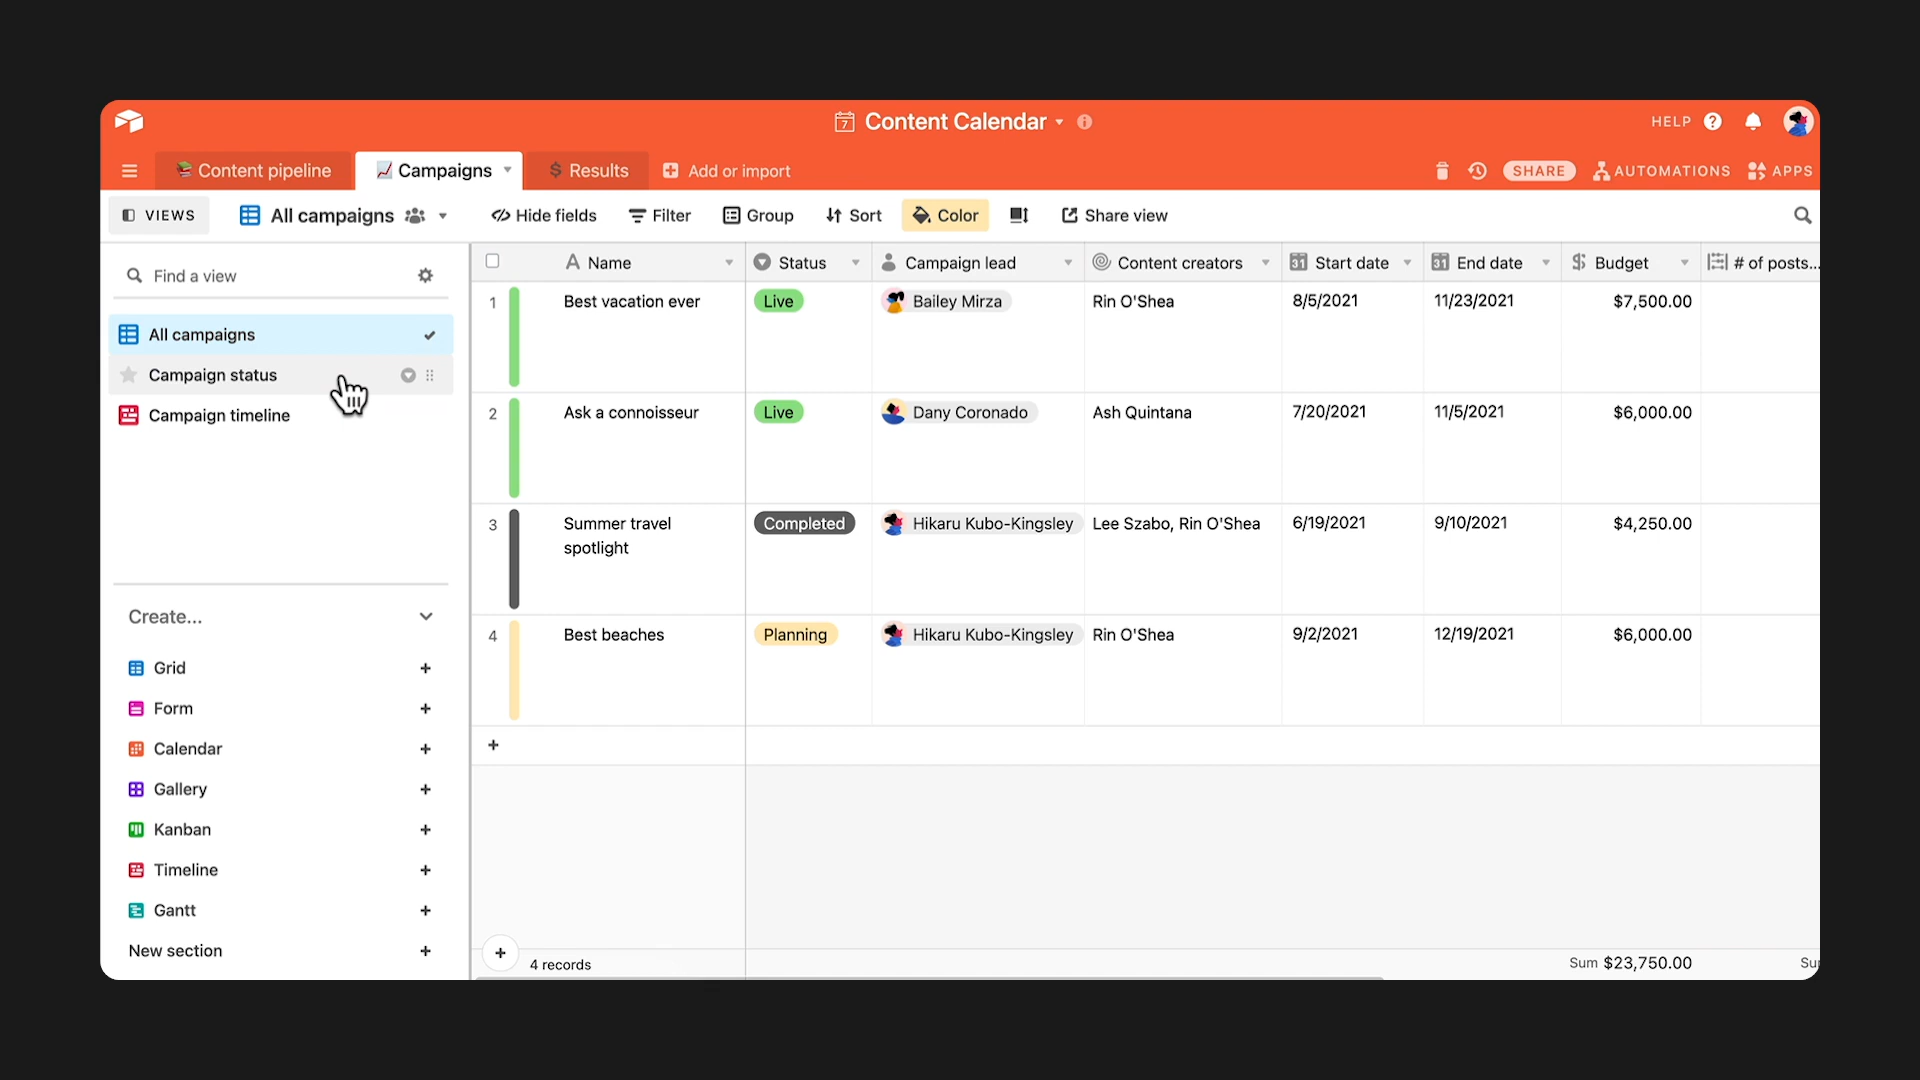 Content Calendar
HELP
Content pipeline
Campaigns
Results
Add or import
SHARE
AUTOMATIONS
APPS
VIEWS
All campaigns
Hide fields
Filter
Group
Sort
Color
Share view
Find a view
All campaigns
Campaign status
Campaign timeline
Create...
Grid
Form
Calendar
Gallery
Kanban
Timeline
Gantt
New section
Name Status Campaign lead Content creators Start date End date Budget # of posts...
1 Best vacation ever Live Bailey Mirza Rin O'Shea 8/5/2021 11/23/2021 $7,500.00
2 Ask a connoisseur Live Dany Coronado Ash Quintana 7/20/2021 11/5/2021 $6,000.00
3 Summer travel Completed Hikaru Kubo-Kingsley Lee Szabo, Rin O'Shea 6/19/2021 9/10/2021 $4,250.00
spotlight
4 Best beaches Planning Hikaru Kubo-Kingsley Rin O'Shea 9/2/2021 12/19/2021 $6,000.00
4 records
Sum $23,750.00